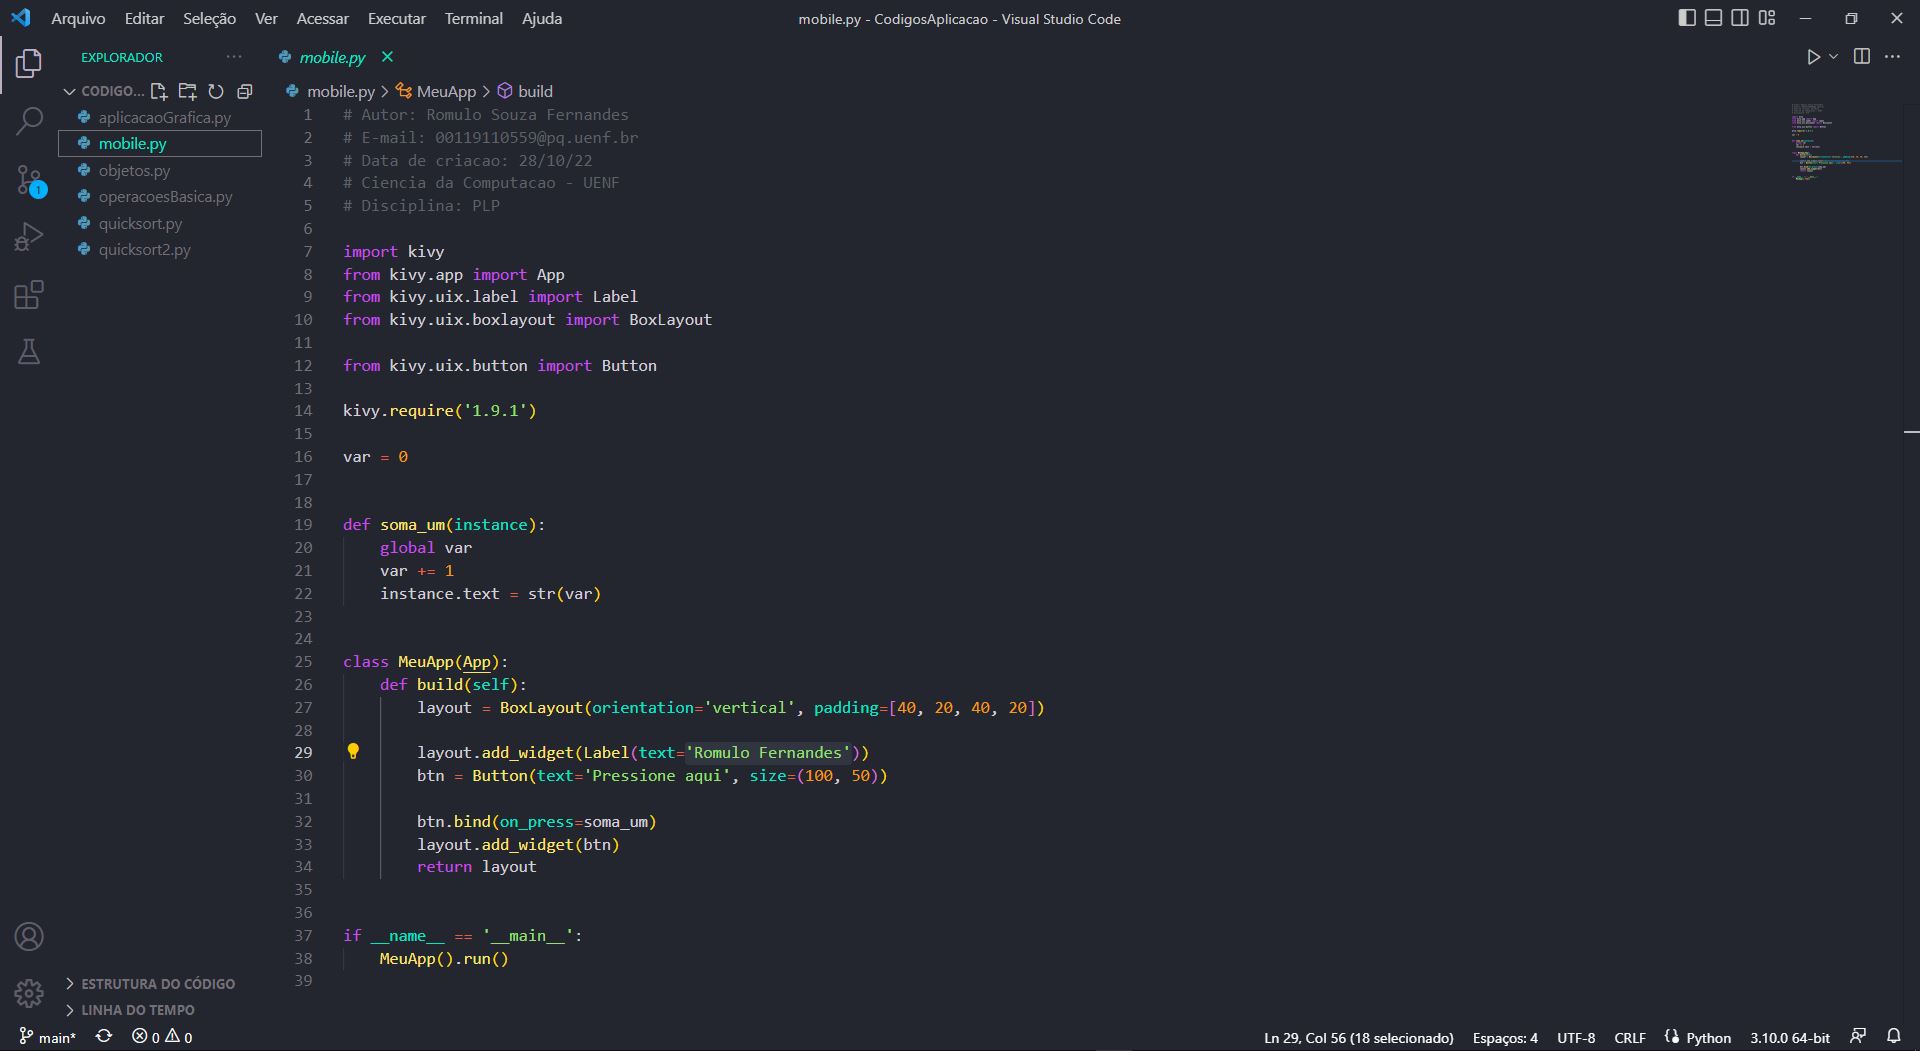 Arquivo Editar Seleção Ver Acessar Executar Terminal Ajuda
mobile.py - CodigosAplicacao - Visual Studio Code
EXPLORADOR
mobile.py
CODIGO...
mobile.py > MeuApp > build
aplicacaoGrafica.py
mobile.py
objetos.py
operacoesBasica.py
quicksort.py
quicksort2.py
1
1 # Autor: Romulo Souza Fernandes
2 # E-mail: 00119110559@pq.uenf.br
3 # Data de criacao: 28/10/22
4 # Ciencia da Computacao - UENF
5 # Disciplina: PLP
6
7 import kivy
8 from kivy.app import App
9 from kivy.uix.label import Label
10 from kivy.uix.boxlayout import BoxLayout
11
12 from kivy.uix.button import Button
13
14 kivy.require('1.9.1')
15
16 var = 0
17
18
19 def soma_um(instance):
20     global var
21     var += 1
22     instance.text = str(var)
23
24
25 class MeuApp(App):
26     def build(self):
27         layout = BoxLayout(orientation='vertical', padding=[40, 20, 40, 20])
28
29         layout.add_widget(Label(text='Romulo Fernandes'))
30         btn = Button(text='Pressione aqui', size=(100, 50))
31
32         btn.bind(on_press=soma_um)
33         layout.add_widget(btn)
34         return layout
35
36
37 if __name__ == '__main__':
38     MeuApp().run()
39
ESTRUTURA DO CÓDIGO
LINHA DO TEMPO
main* 0 0
Ln 29, Col 56 (18 selecionado) Espaços: 4 UTF-8 CRLF Python 3.10.0 64-bit